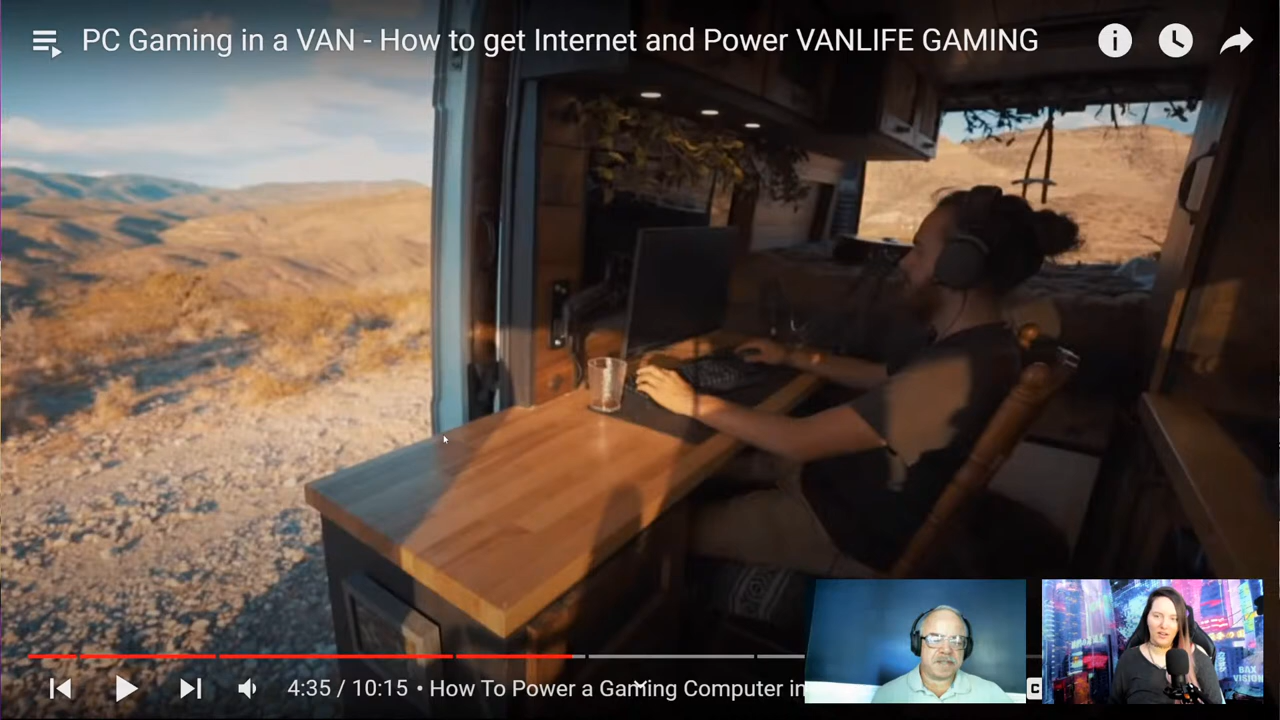 PC Gaming in a VAN - How to get Internet and Power VANLIFE GAMING
4:35 / 10:15 • How To Power a Gaming Computer in
C